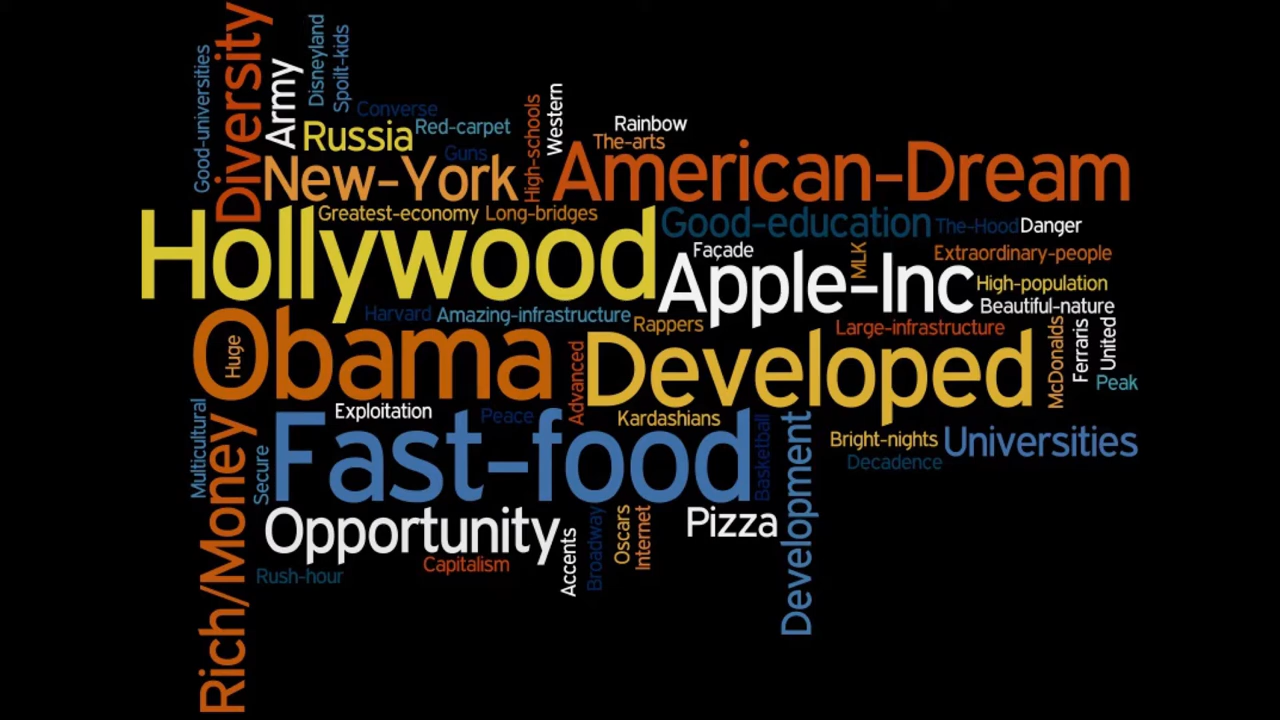 Good-universities
Diversity
Army
Disneyland
Spoilt-kids
Converse
Russia
Red-carpet
Guns
New-York
High-schools
Western
Rainbow
The-arts
American-Dream
Greatest-economy
Long-bridges
Hollywood
Good-education
The-Hood
Danger
Façade
Apple-Inc
MLK
Extraordinary-people
High-population
Beautiful-nature
Harvard
Amazing-infrastructure
Rappers
Large-infrastructure
Huge
Obama
Advanced
Developed
McDonalds
Ferraris
United
Peak
Multicultural
Rich/Money
Secure
Exploitation
Peace
Kardashians
Fast-food
Basketball
Development
Bright-nights
Universities
Decadence
Opportunity
Accents
Broadway
Oscars
Internet
Pizza
Capitalism
Rush-hour